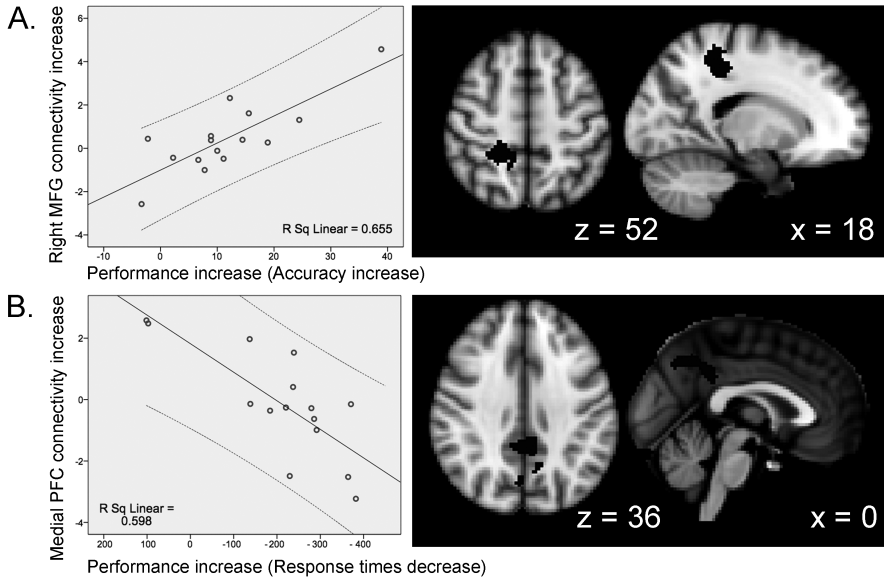 A.
Right MFG connectivity increase
6
4
2
0
-2
-4
R Sq Linear = 0.655
-10 0 10 20 30 40
Performance increase (Accuracy increase)
z = 52
x = 18
B.
Medial PFC connectivity increase
2
0
-2
-4
R Sq Linear =
0.598
200 100 0 -100 -200 - 300 - 400
Performance increase (Response times decrease)
z = 36
x = 0